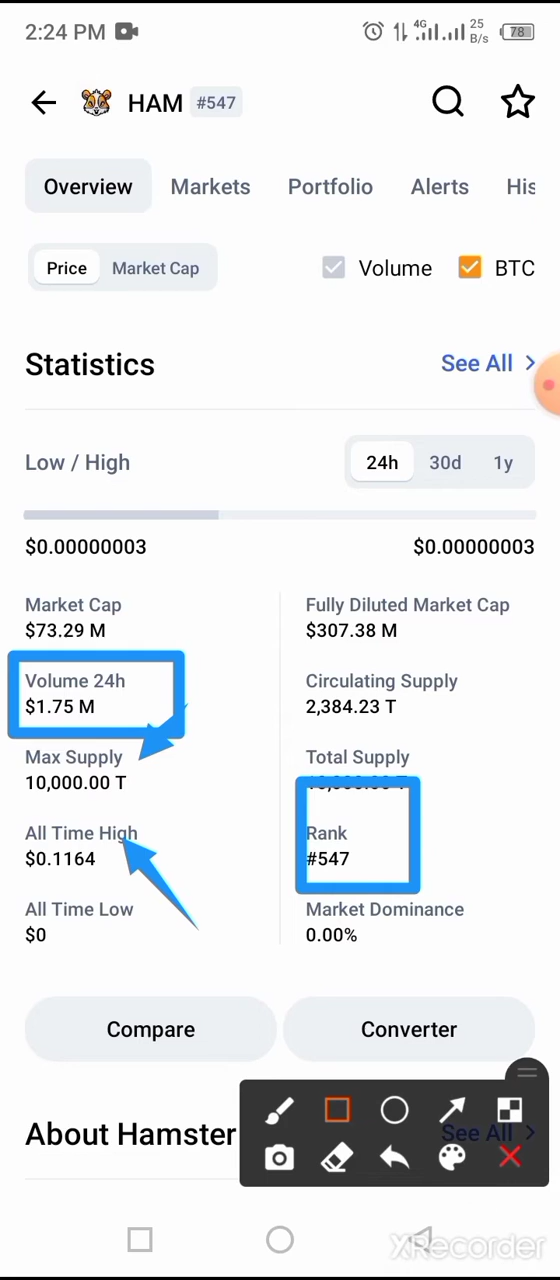 2:24 PM
4G
25
B/s
78
HAM #547
Overview Markets Portfolio Alerts His
Price Market Cap Volume BTC
Statistics See All
Low / High 24h 30d 1y
$0.00000003 $0.00000003
Market Cap Fully Diluted Market Cap
$73.29 M $307.38 M
Volume 24h Circulating Supply
$1.75 M 2,384.23 T
Max Supply Total Supply
10,000.00 T
All Time High Rank
$0.1164 #547
All Time Low Market Dominance
$0 0.00%
Compare Converter
About Hamster See All
XRecorder